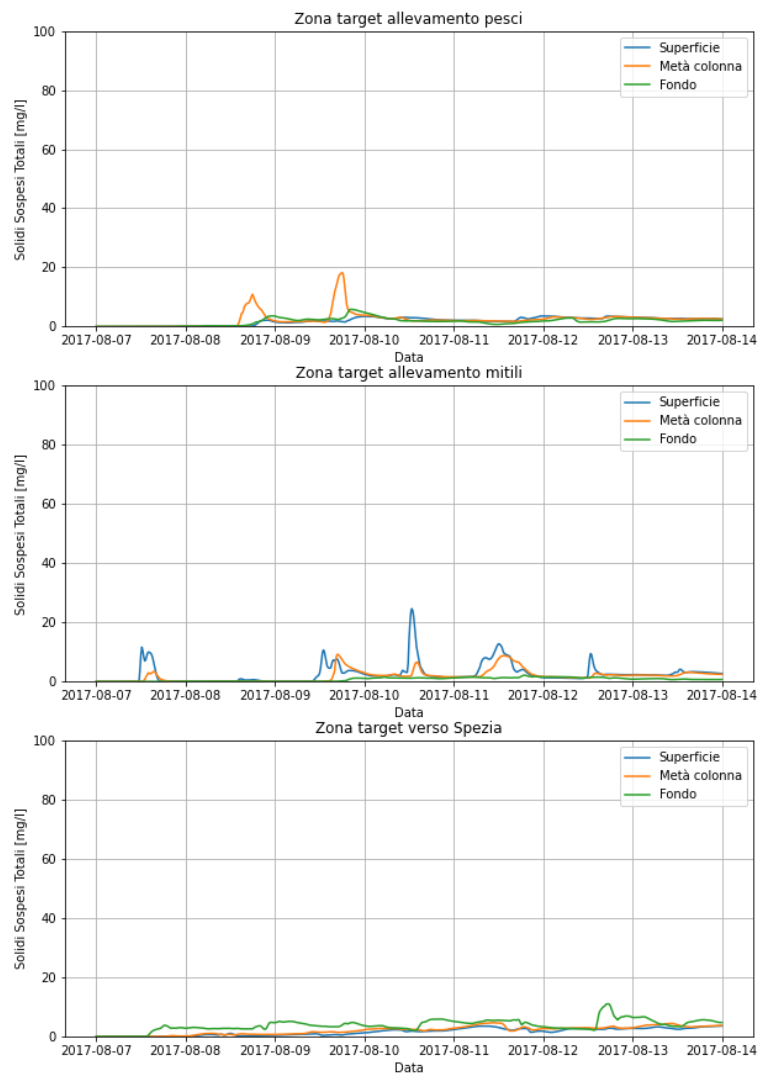 Zona target allevamento pesci
100
80
60
40
20
0
Solidi Sospesi Totali [mg/l]
Superficie
Metà colonna
Fondo
2017-08-07 2017-08-08 2017-08-09 2017-08-10 2017-08-11 2017-08-12 2017-08-13 2017-08-14
Data
Zona target allevamento mitili
100
80
60
40
20
0
Solidi Sospesi Totali [mg/l]
Superficie
Metà colonna
Fondo
2017-08-07 2017-08-08 2017-08-09 2017-08-10 2017-08-11 2017-08-12 2017-08-13 2017-08-14
Data
Zona target verso Spezia
100
80
60
40
20
0
Solidi Sospesi Totali [mg/l]
Superficie
Metà colonna
Fondo
2017-08-07 2017-08-08 2017-08-09 2017-08-10 2017-08-11 2017-08-12 2017-08-13 2017-08-14
Data